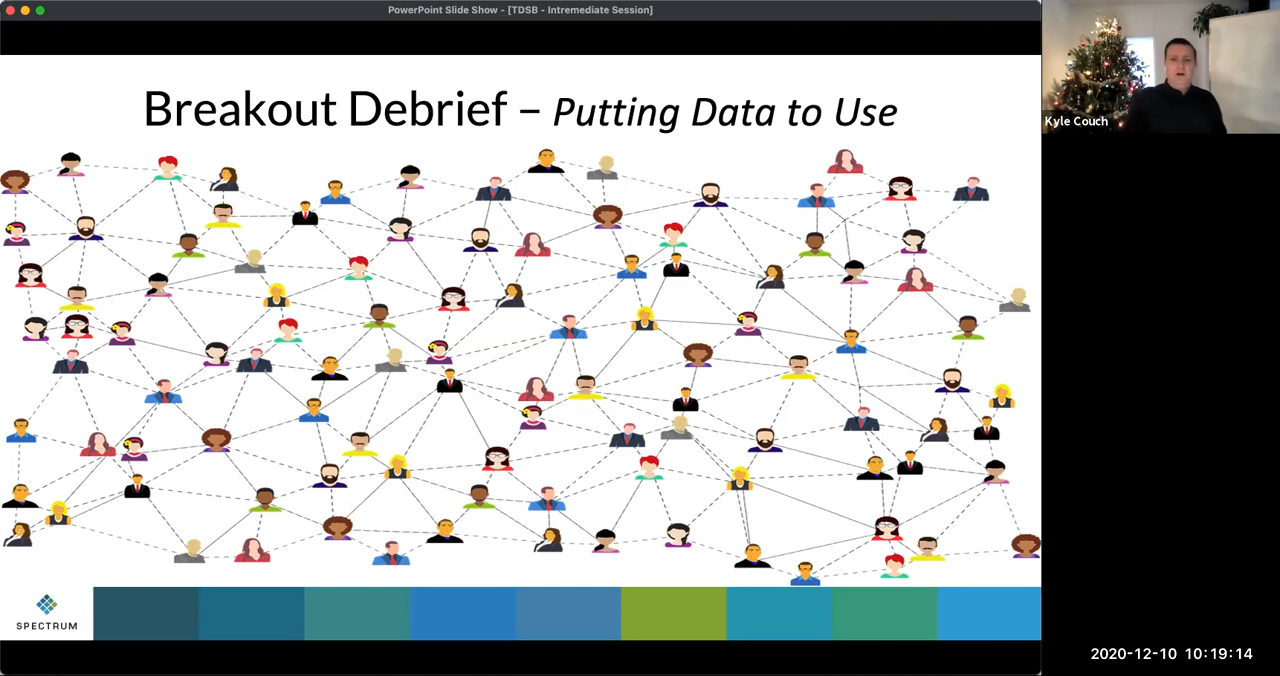 PowerPoint Slide Show - [TDSB - Intremediate Session]
Breakout Debrief – Putting Data to Use
Kyle Couch
SPECTRUM
2020-12-10 10:19:14